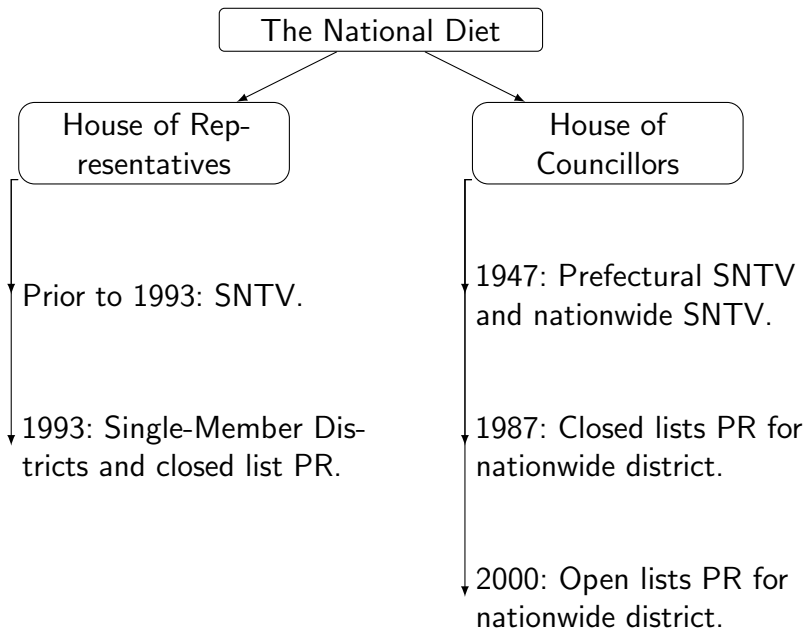 The National Diet
House of Rep-
resentatives
House of
Councillors
Prior to 1993: SNTV.
1993: Single-Member Dis-
tricts and closed list PR.
1947: Prefectural SNTV
and nationwide SNTV.
1987: Closed lists PR for
nationwide district.
2000: Open lists PR for
nationwide district.